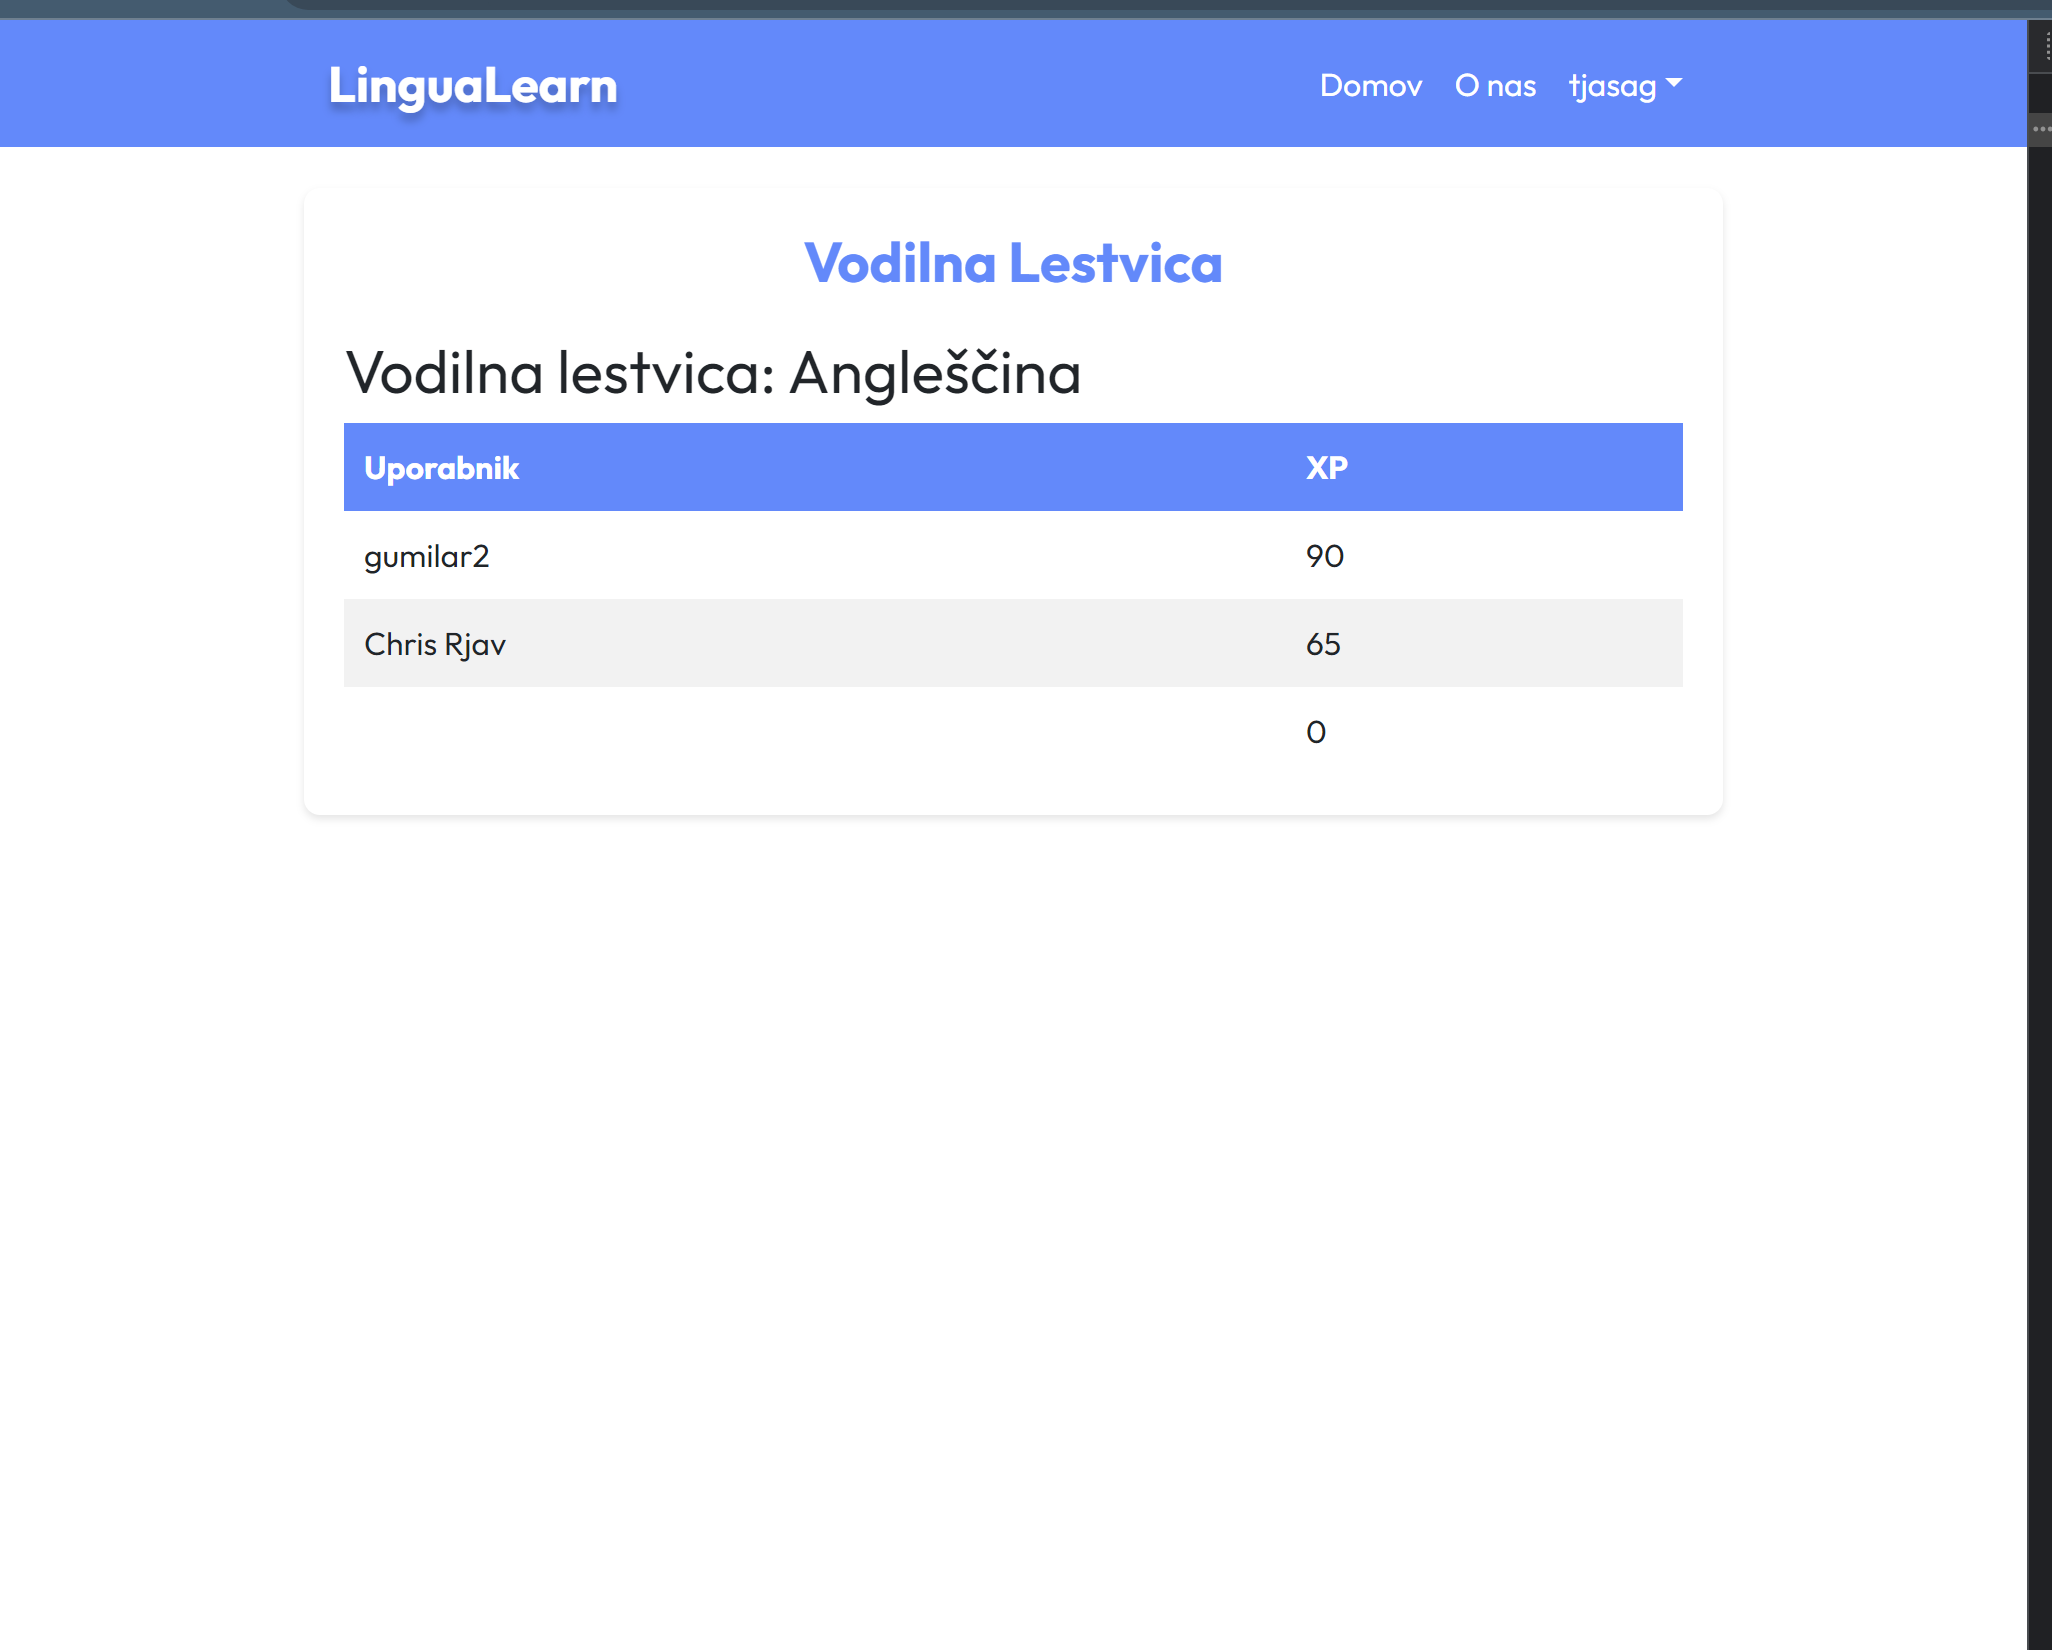 LinguaLearn Domov O nas tjasag
Vodilna Lestvica
Vodilna lestvica: Angleščina
Uporabnik XP
gumilar2 90
Chris Rjav 65
0